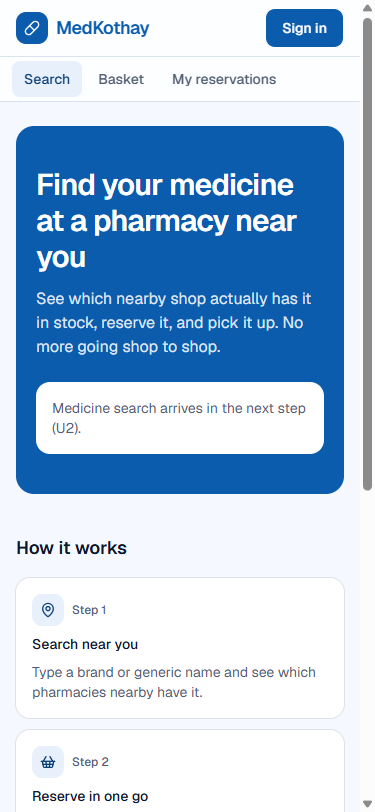 MedKothay
Sign in
Search
Basket
My reservations
Find your medicine
at a pharmacy near
you
See which nearby shop actually has it
in stock, reserve it, and pick it up. No
more going shop to shop.
Medicine search arrives in the next step
(U2).
How it works
Step 1
Search near you
Type a brand or generic name and see which
pharmacies nearby have it.
Step 2
Reserve in one go